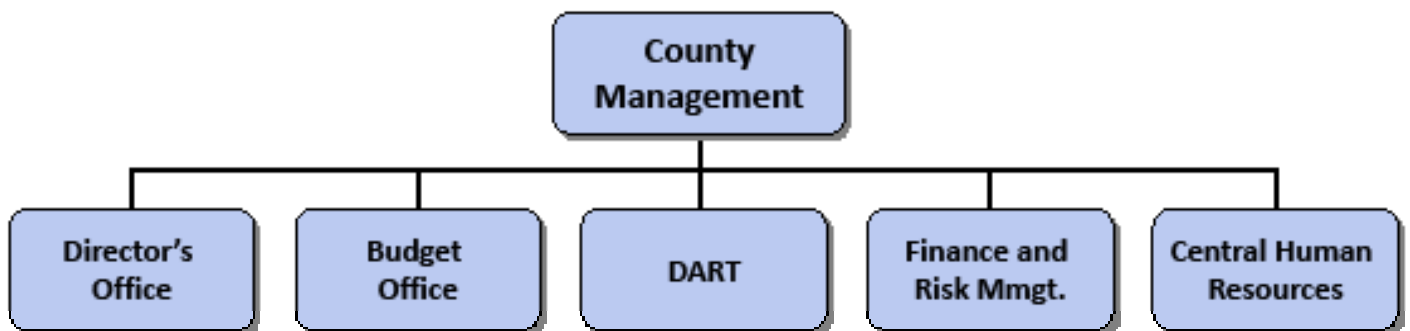 County
Management
Director’s
Office
Budget
Office
DART
Finance and
Risk Mmgt.
Central Human
Resources